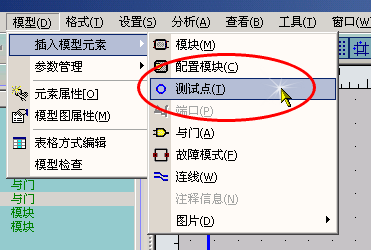 模型(D) 格式(T) 设置(S) 分析(A) 查看(B) 工具(T) 窗口(W)
插入模型元素
参数管理
元素属性[O]
模型图属性(M)
表格方式编辑
模型检查
模块(M)
配置模块(C)
测试点(T)
端口(P)
与门(A)
故障模式(F)
连线(W)
注释信息(N)
图片(D)
与门
与门
模块
模块